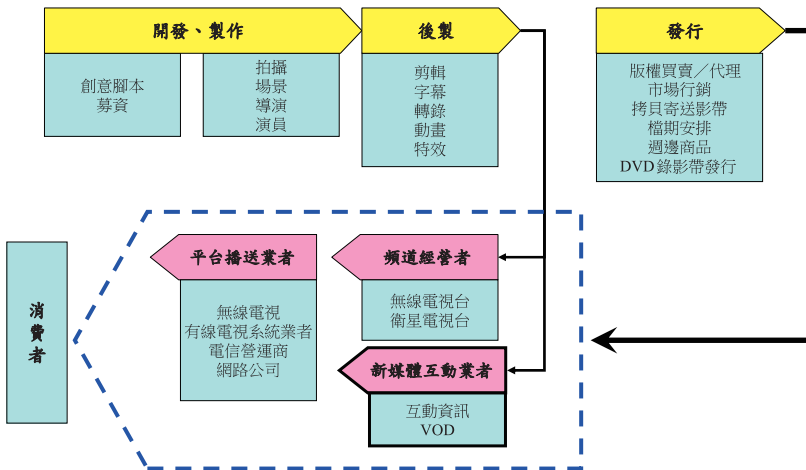 開發、製作
創意腳本
募資
拍攝
場景
導演
演員
後製
剪輯
字幕
轉錄
動畫
特效
發行
版權買賣／代理
市場行銷
拷貝寄送影帶
檔期安排
週邊商品
DVD錄影帶發行
消費者
平台播送業者
無線電視
有線電視系統業者
電信營運商
網路公司
頻道經營者
無線電視台
衛星電視台
新媒體互動業者
互動資訊
VOD